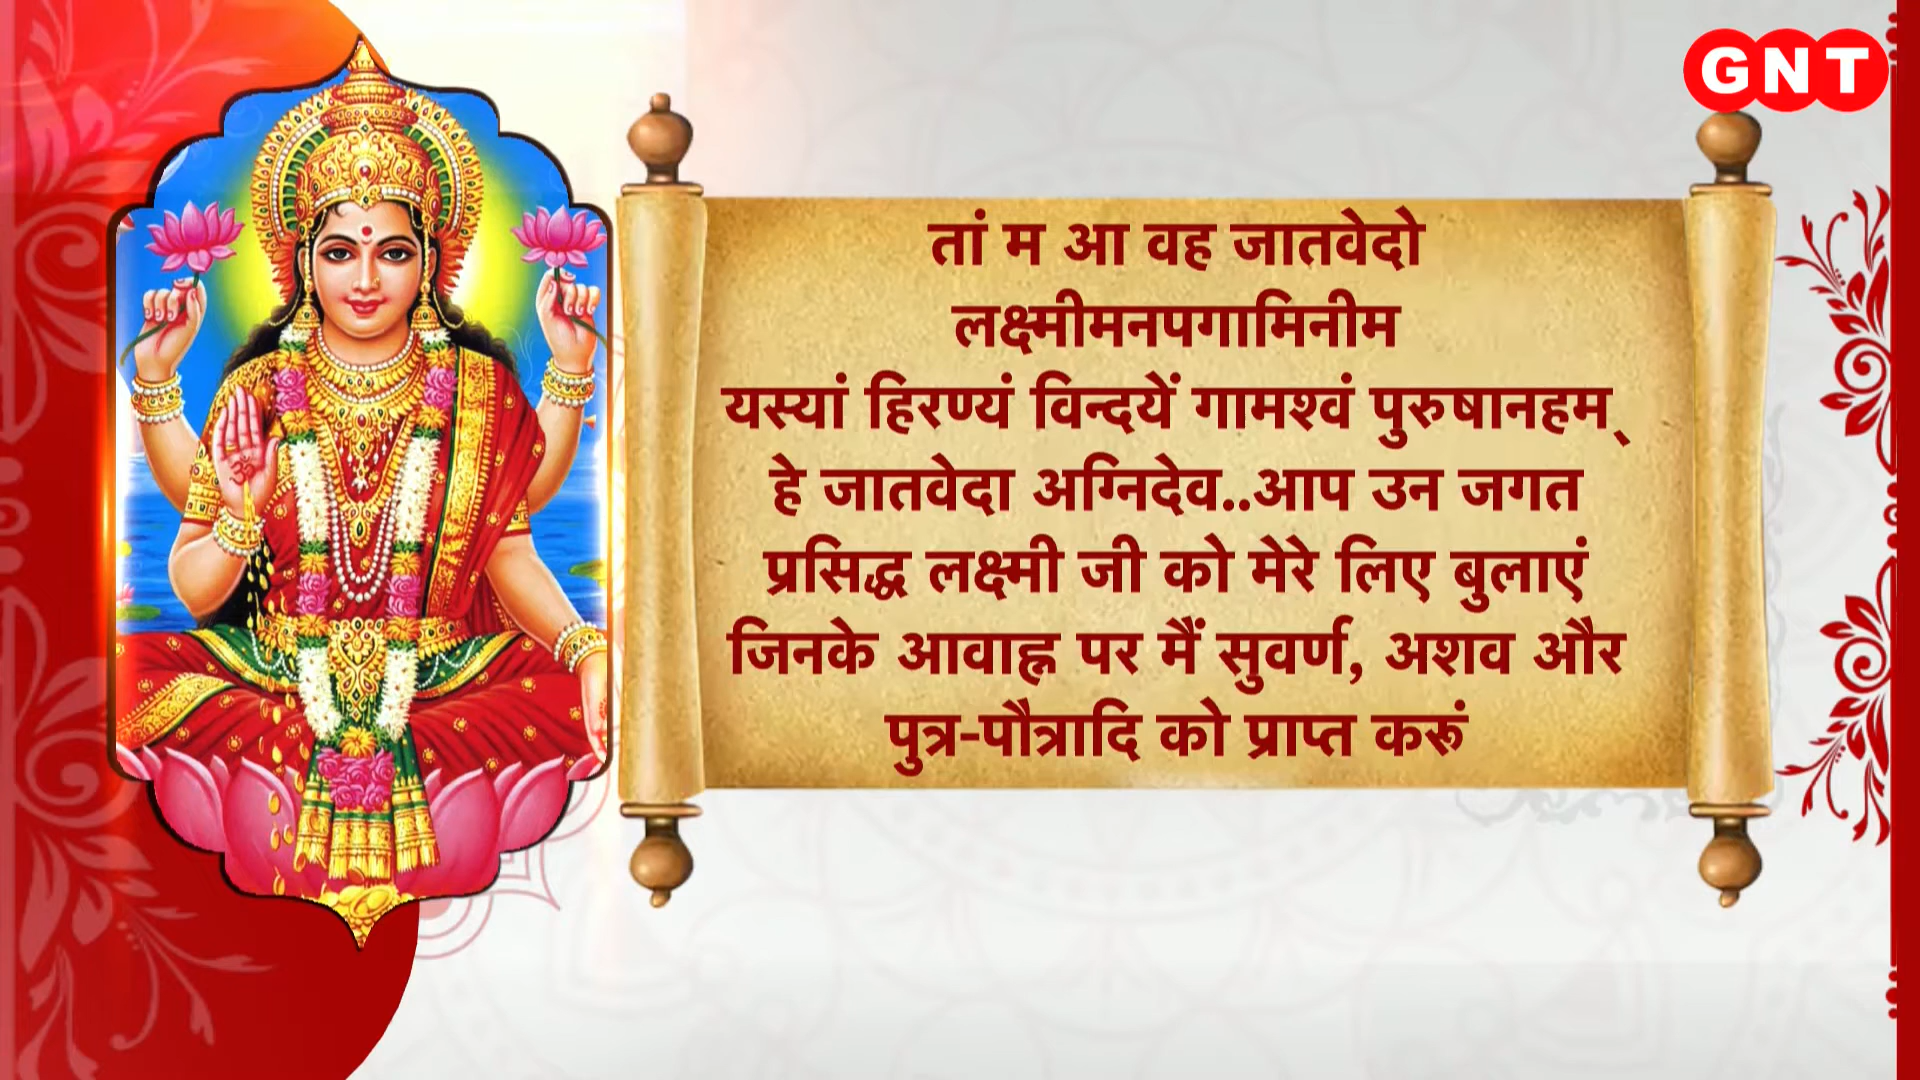 GNT
तां म आ वह जातवेदो
लक्ष्मीमनपगामिनीम
यस्यां हिरण्यं विन्दयें गामश्वं पुरुषानहम्
हे जातवेदा अग्निदेव..आप उन जगत
प्रसिद्ध लक्ष्मी जी को मेरे लिए बुलाएं
जिनके आवाह्न पर मैं सुवर्ण, अशव और
पुत्र-पौत्रादि को प्राप्त करूं